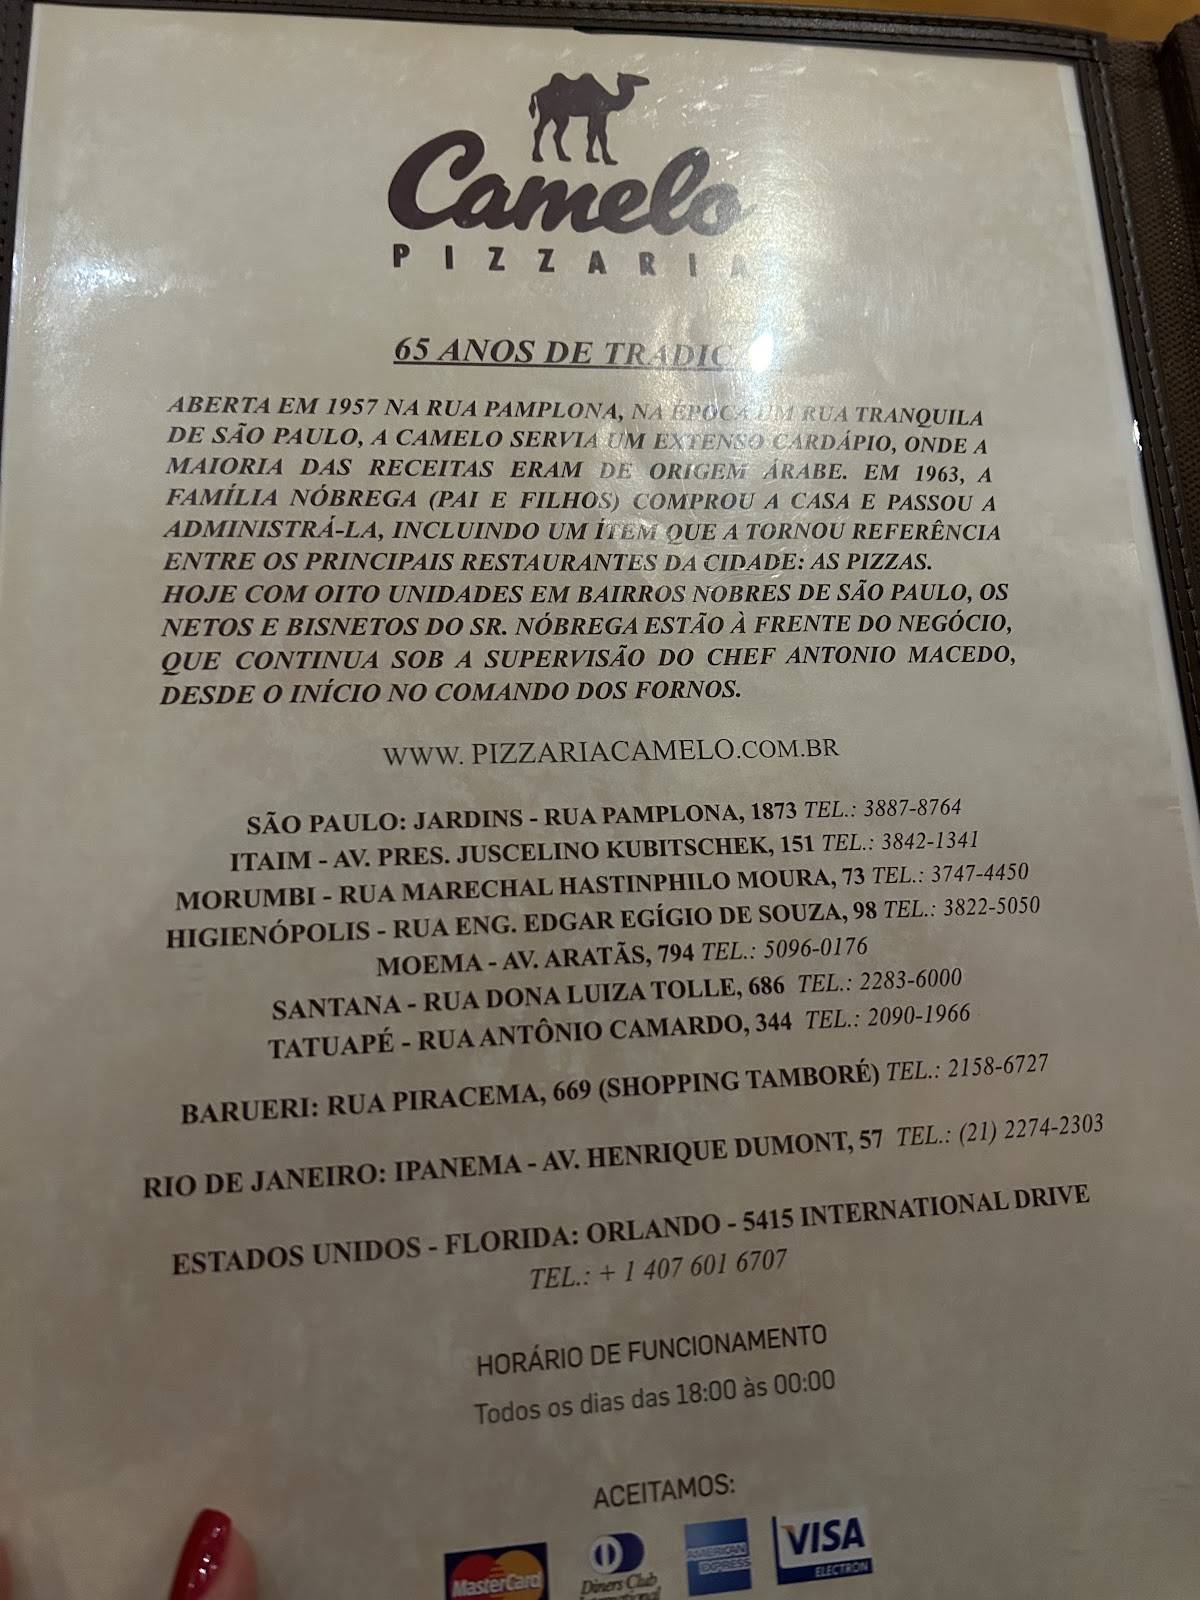 Camelo
PIZZARIA
65 ANOS DE TRADIÇ
ABERTA EM 1957 NA RUA PAMPLONA, NA ÉPOCA UM RUA TRANQUILA
DE SÃO PAULO, A CAMELO SERVIA UM EXTENSO CARDÁPIO, ONDE A
MAIORIA DAS RECEITAS ERAM DE ORIGEM ÁRABE. EM 1963, A
FAMÍLIA NÓBREGA (PAI E FILHOS) COMPROU A CASA E PASSOU A
ADMINISTRÁ-LA, INCLUINDO UM ÍTEM QUE A TORNOU REFERÊNCIA
ENTRE OS PRINCIPAIS RESTAURANTES DA CIDADE: AS PIZZAS.
HOJE COM OITO UNIDADES EM BAIRROS NOBRES DE SÃO PAULO, OS
NETOS E BISNETOS DO SR. NÓBREGA ESTÃO À FRENTE DO NEGÓCIO,
QUE CONTINUA SOB A SUPERVISÃO DO CHEF ANTONIO MACEDO,
DESDE O INÍCIO NO COMANDO DOS FORNOS.
WWW. PIZZARIACAMELO.COM.BR
SÃO PAULO: JARDINS - RUA PAMPLONA, 1873 TEL.: 3887-8764
ITAIM - AV. PRES. JUSCELINO KUBITSCHEK, 151 TEL.: 3842-1341
MORUMBI - RUA MARECHAL HASTINPHILO MOURA, 73 TEL.: 3747-4450
HIGIENÓPOLIS - RUA ENG. EDGAR EGÍGIO DE SOUZA, 98 TEL.: 3822-5050
MOEMA - AV. ARATÃS, 794 TEL.: 5096-0176
SANTANA - RUA DONA LUIZA TOLLE, 686 TEL.: 2283-6000
TATUAPÉ - RUA ANTÔNIO CAMARDO, 344 TEL.: 2090-1966
BARUERI: RUA PIRACEMA, 669 (SHOPPING TAMBORÉ) TEL.: 2158-6727
RIO DE JANEIRO: IPANEMA - AV. HENRIQUE DUMONT, 57 TEL.: (21) 2274-2303
ESTADOS UNIDOS - FLORIDA: ORLANDO - 5415 INTERNATIONAL DRIVE
TEL.: + 1 407 601 6707
HORÁRIO DE FUNCIONAMENTO
Todos os dias das 18:00 às 00:00
ACEITAMOS:
MasterCard Diners Club AMERICAN EXPRESS VISA
International ELECTRON